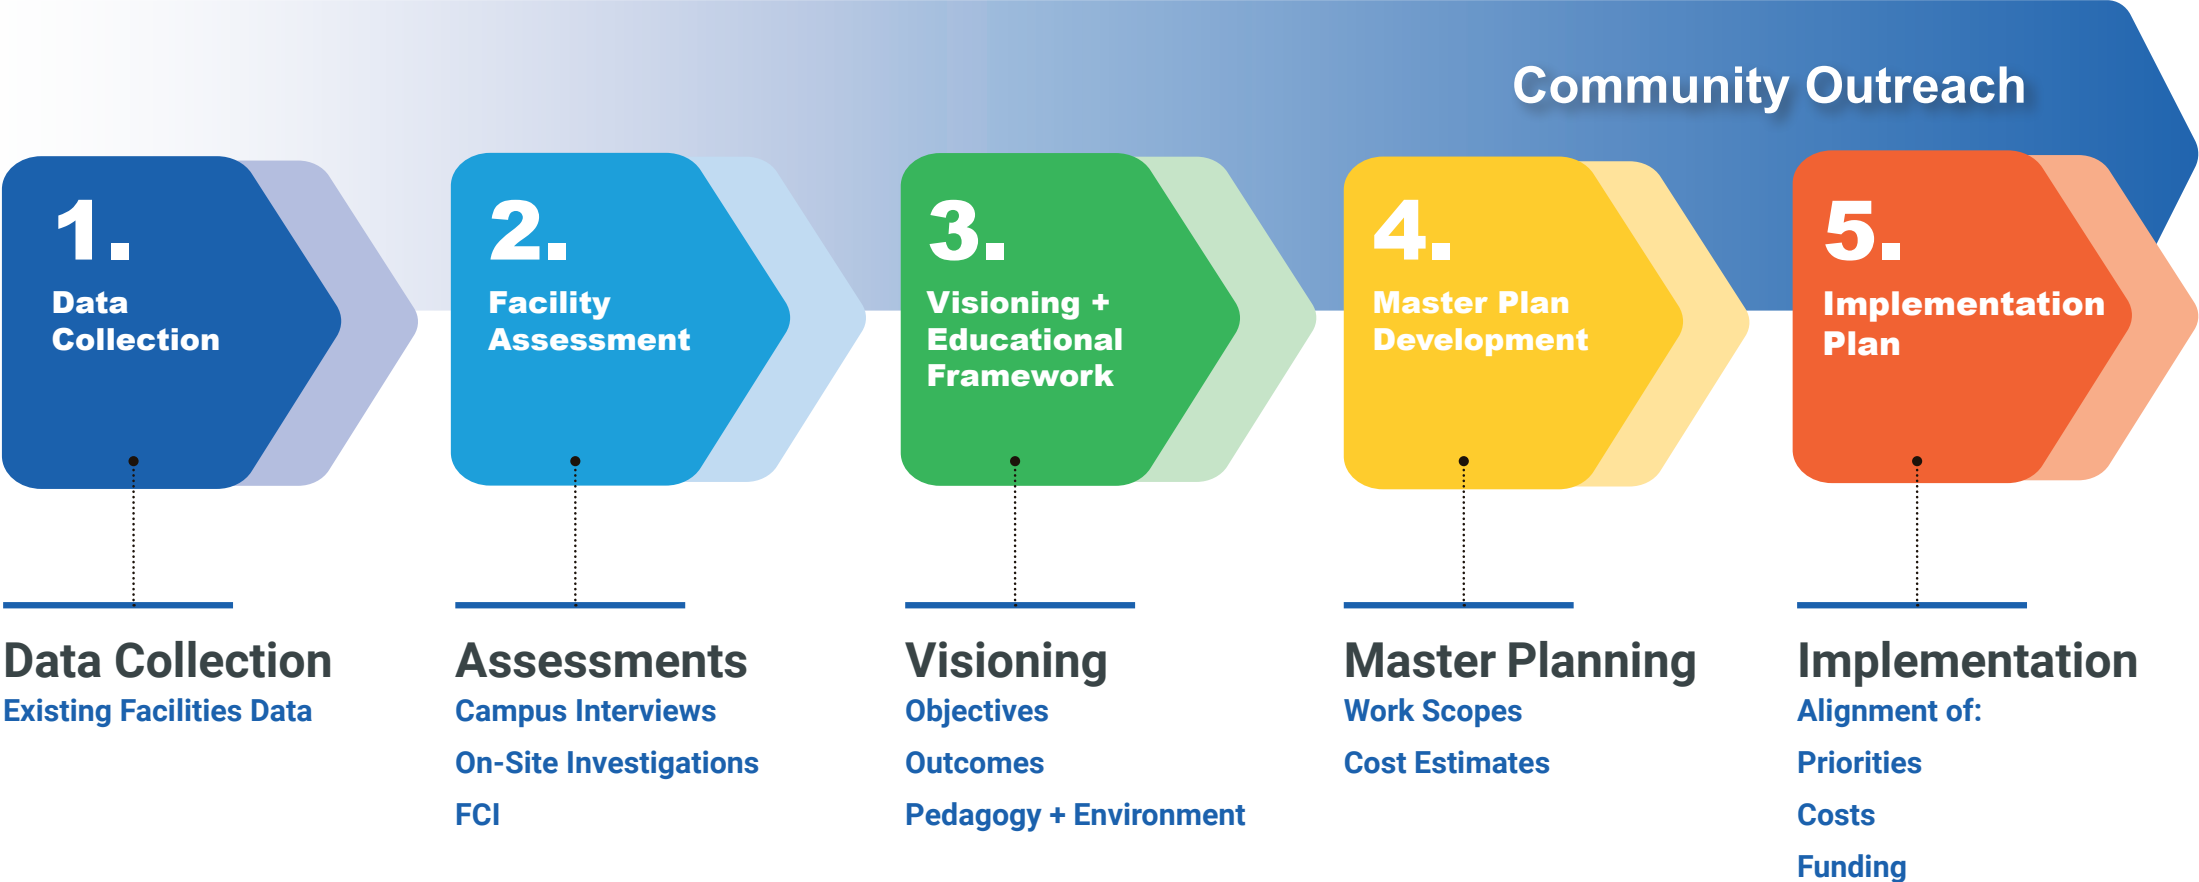 Community Outreach
1.
Data
Collection
2.
Facility
Assessment
3.
Visioning +
Educational
Framework
4.
Master Plan
Development
5.
Implementation
Plan
Data Collection
Existing Facilities Data
Assessments
Campus Interviews
On-Site Investigations
FCI
Visioning
Objectives
Outcomes
Pedagogy + Environment
Master Planning
Work Scopes
Cost Estimates
Implementation
Alignment of:
Priorities
Costs
Funding